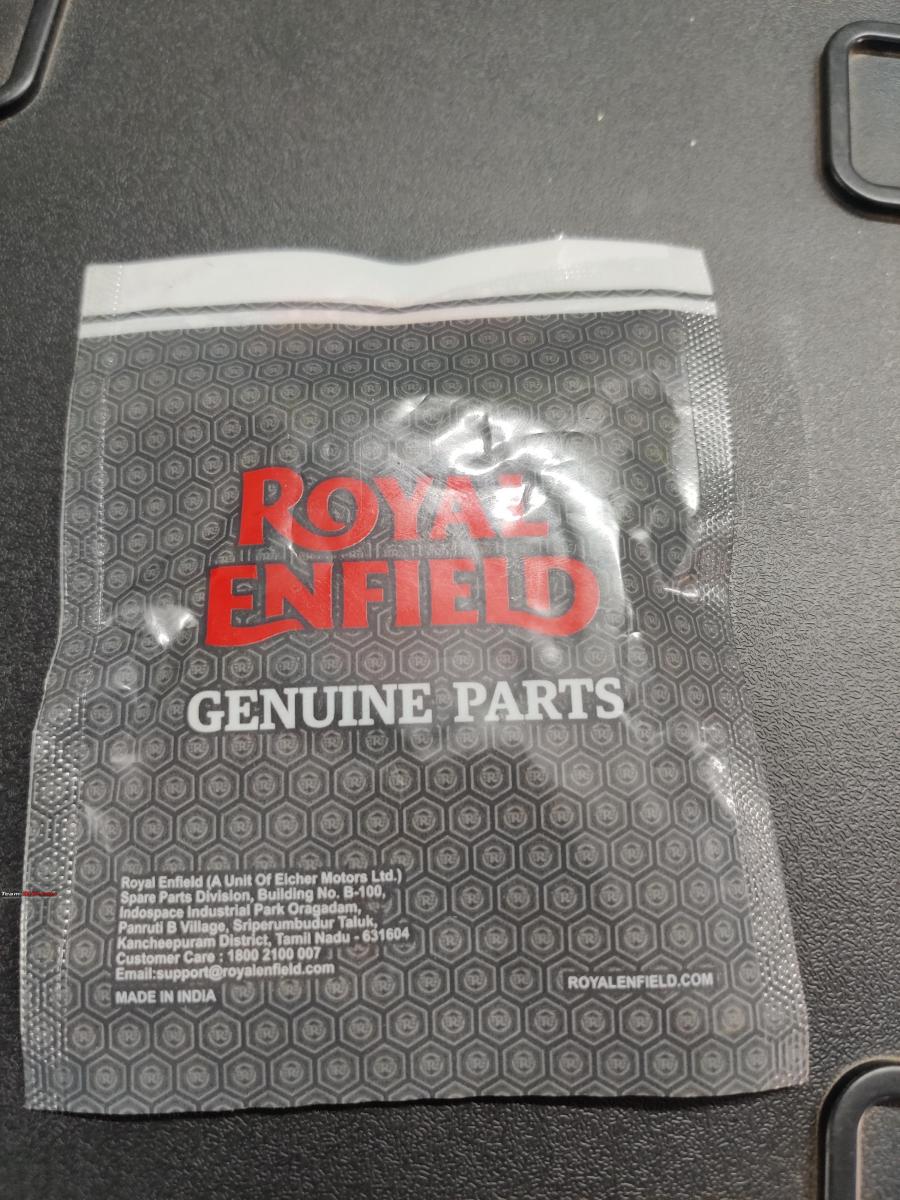 ROYAL
ENFIELD
GENUINE PARTS
Royal Enfield (A Unit Of Eicher Motors Ltd.)
Spare Parts Division, Building No. B-100,
Indospace Industrial Park Oragadam,
Panruti B Village, Sriperumbudur Taluk,
Kancheepuram District, Tamil Nadu - 631604
Customer Care : 1800 2100 007
Email:support@royalenfield.com
MADE IN INDIA
ROYALENFIELD.COM